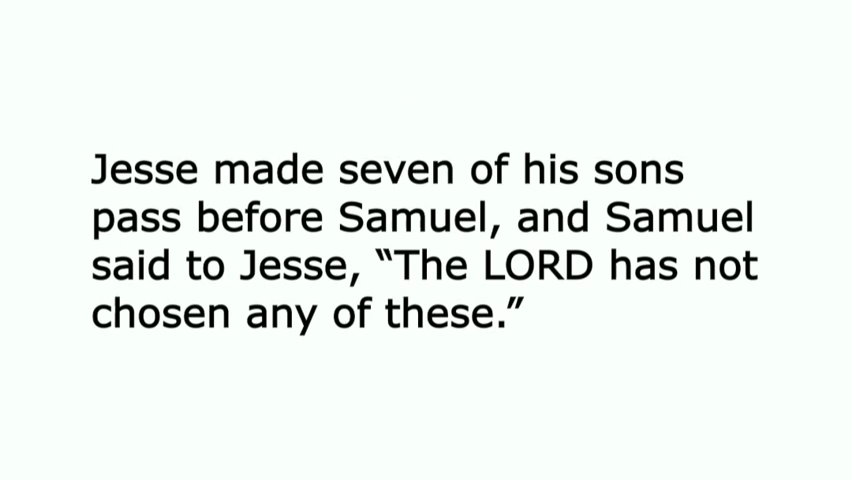 Jesse made seven of his sons
pass before Samuel, and Samuel
said to Jesse, “The LORD has not
chosen any of these.”